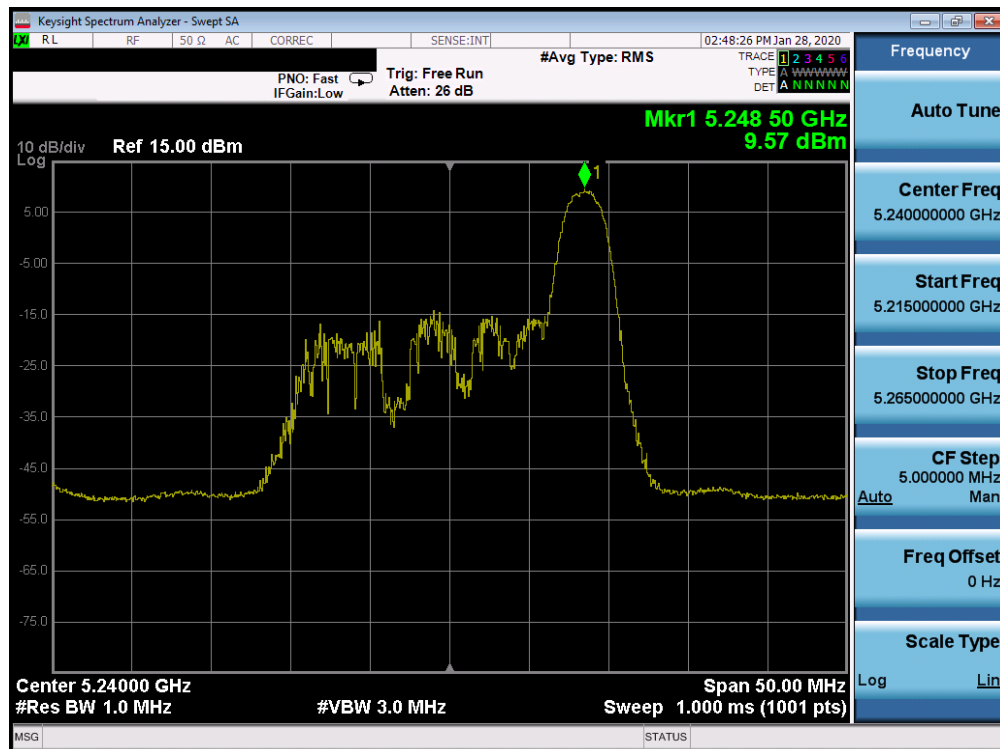 Keysight Spectrum Analyzer - Swept SA
LXI RL RF 50 Ω AC CORREC SENSE:INT 02:48:26 PM Jan 28, 2020
#Avg Type: RMS
TRACE 1 2 3 4 5 6
TYPE A WWWWW
DET A N N N N N
PNO: Fast
IFGain:Low
Trig: Free Run
Atten: 26 dB
Mkr1 5.248 50 GHz
9.57 dBm
10 dB/div
Log
Ref 15.00 dBm
1
5.00
-5.00
-15.0
-25.0
-35.0
-45.0
-55.0
-65.0
-75.0
Center 5.24000 GHz
Span 50.00 MHz
#Res BW 1.0 MHz
#VBW 3.0 MHz
Sweep 1.000 ms (1001 pts)
MSG
STATUS
Frequency
Auto Tune
Center Freq
5.240000000 GHz
Start Freq
5.215000000 GHz
Stop Freq
5.265000000 GHz
CF Step
5.000000 MHz
Auto Man
Freq Offset
0 Hz
Scale Type
Log Lin